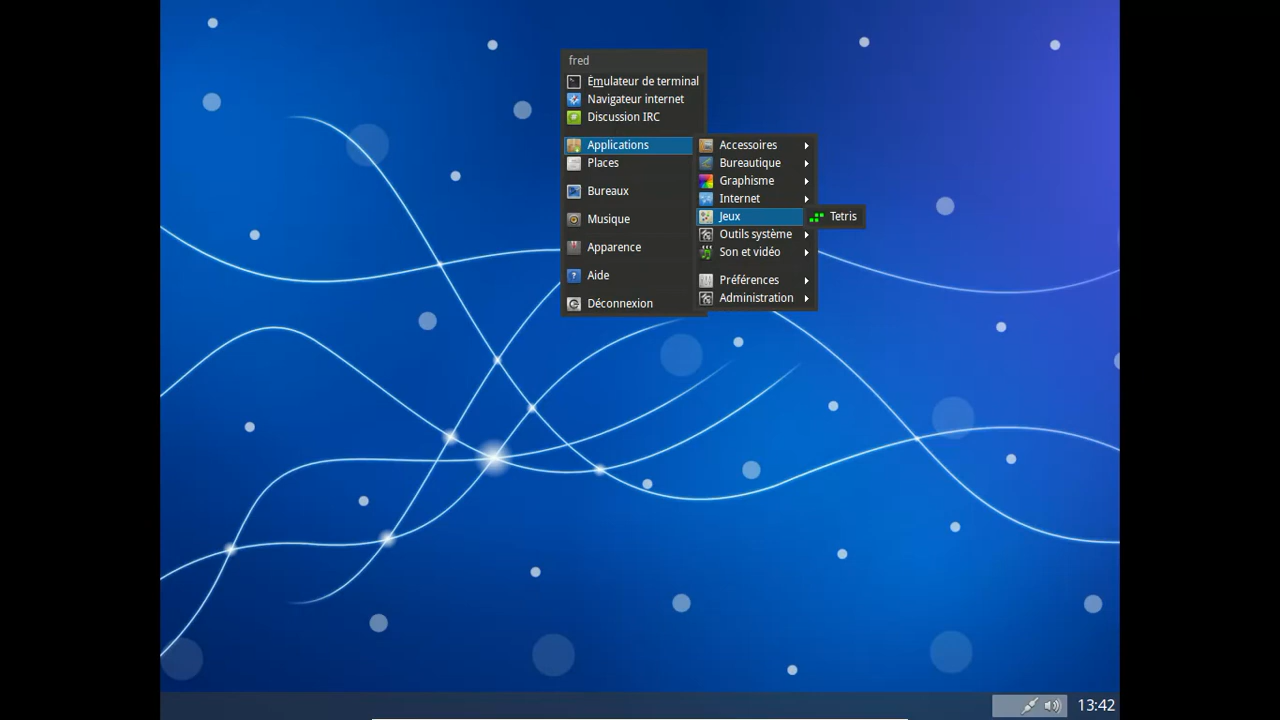 fred
Émulateur de terminal
Navigateur internet
Discussion IRC
Applications
Places
Bureaux
Musique
Apparence
Aide
Déconnexion
Accessoires
Bureautique
Graphisme
Internet
Jeux
Outils système
Son et vidéo
Préférences
Administration
Tetris
13:42